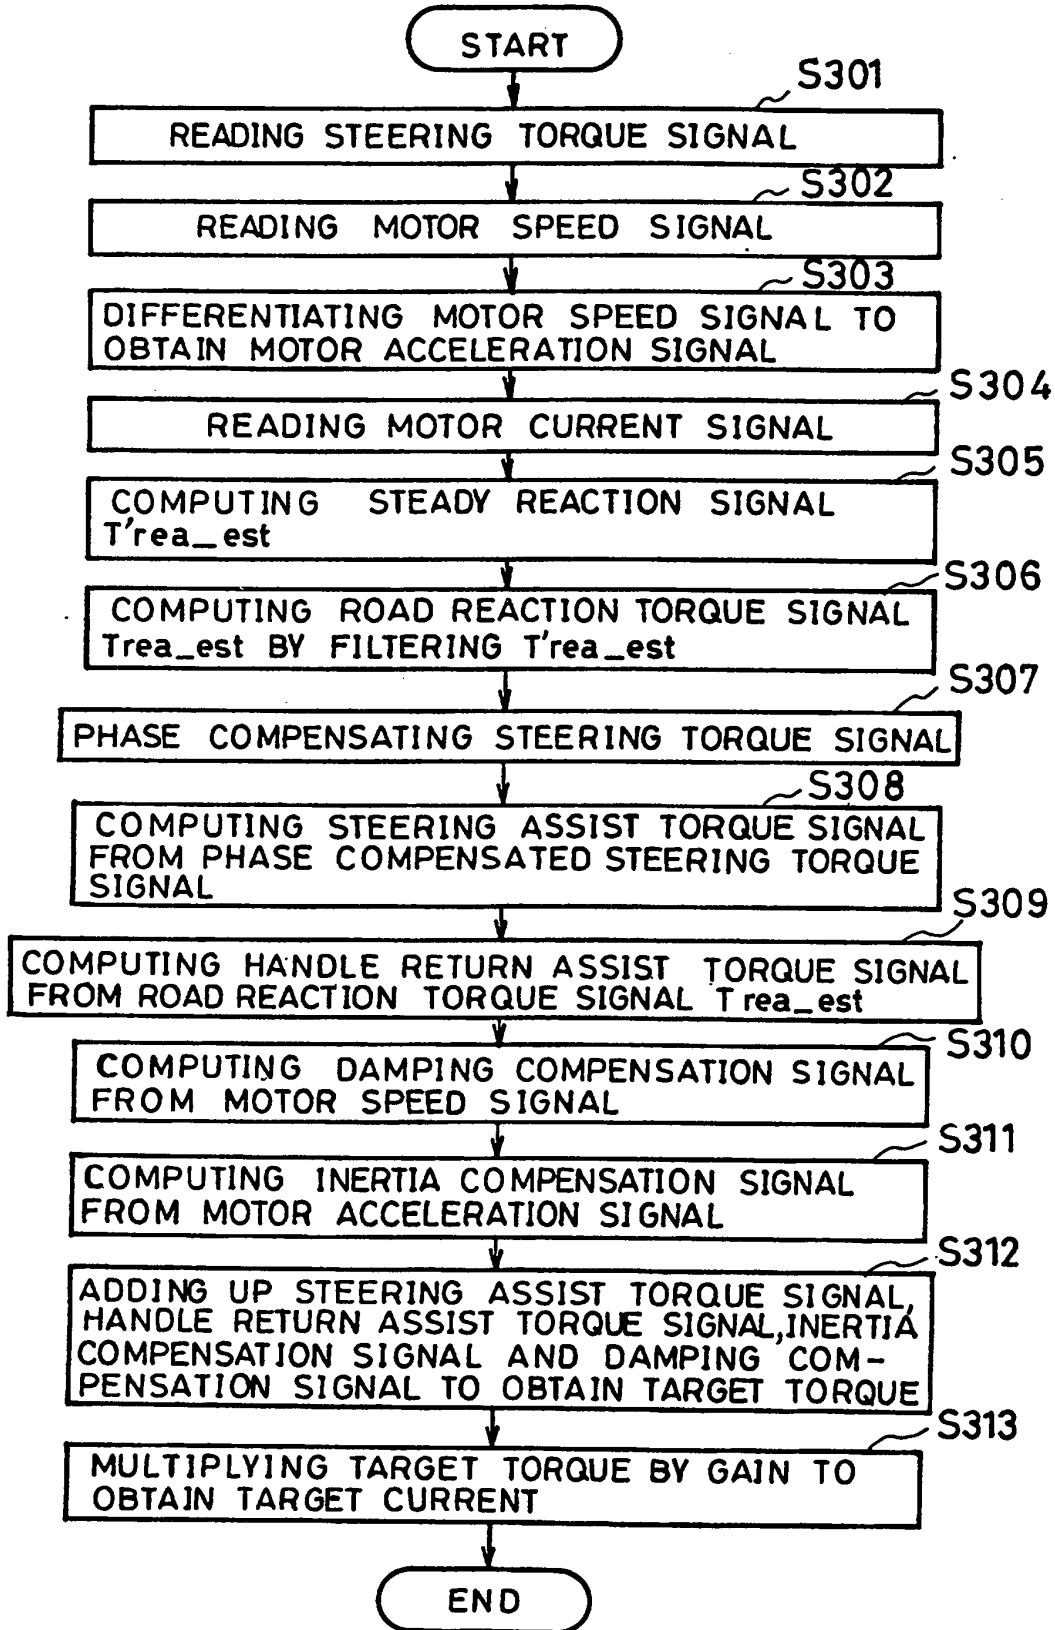 START
S301
READING STEERING TORQUE SIGNAL
S302
READING MOTOR SPEED SIGNAL
S303
DIFFERENTIATING MOTOR SPEED SIGNAL TO
OBTAIN MOTOR ACCELERATION SIGNAL
S304
READING MOTOR CURRENT SIGNAL
S305
COMPUTING STEADY REACTION SIGNAL
T'rea_est
S306
COMPUTING ROAD REACTION TORQUE SIGNAL
Trea_est BY FILTERING T'rea_est
S307
PHASE COMPENSATING STEERING TORQUE SIGNAL
S308
COMPUTING STEERING ASSIST TORQUE SIGNAL
FROM PHASE COMPENSATED STEERING TORQUE
SIGNAL
S309
COMPUTING HANDLE RETURN ASSIST TORQUE SIGNAL
FROM ROAD REACTION TORQUE SIGNAL Trea_est
S310
COMPUTING DAMPING COMPENSATION SIGNAL
FROM MOTOR SPEED SIGNAL
S311
COMPUTING INERTIA COMPENSATION SIGNAL
FROM MOTOR ACCELERATION SIGNAL
S312
ADDING UP STEERING ASSIST TORQUE SIGNAL,
HANDLE RETURN ASSIST TORQUE SIGNAL, INERTIA
COMPENSATION SIGNAL AND DAMPING COM-
PENSATION SIGNAL TO OBTAIN TARGET TORQUE
S313
MULTIPLYING TARGET TORQUE BY GAIN TO
OBTAIN TARGET CURRENT
END